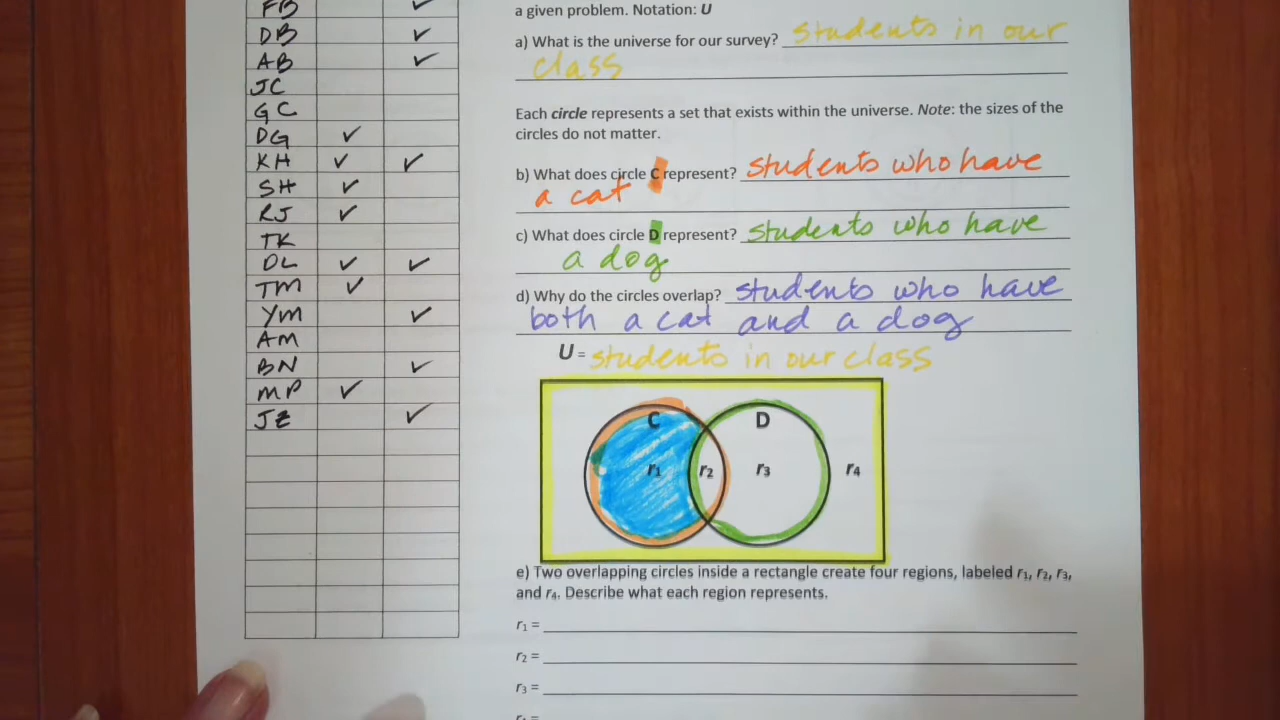 FB ✓
DB ✓
AB ✓
JC
GC
DG ✓
KH ✓ ✓
SH ✓
RJ ✓
TK
DL ✓ ✓
TM ✓
YM ✓
AM
BN ✓
MP ✓
JZ ✓
a given problem. Notation: U
a) What is the universe for our survey? students in our
class
Each circle represents a set that exists within the universe. Note: the sizes of the
circles do not matter.
b) What does circle C represent? students who have
a cat
c) What does circle D represent? students who have
a dog
d) Why do the circles overlap? students who have
both a cat and a dog
U = students in our class
C D
r1 r2 r3 r4
e) Two overlapping circles inside a rectangle create four regions, labeled r1, r2, r3,
and r4. Describe what each region represents.
r1 =
r2 =
r3 =